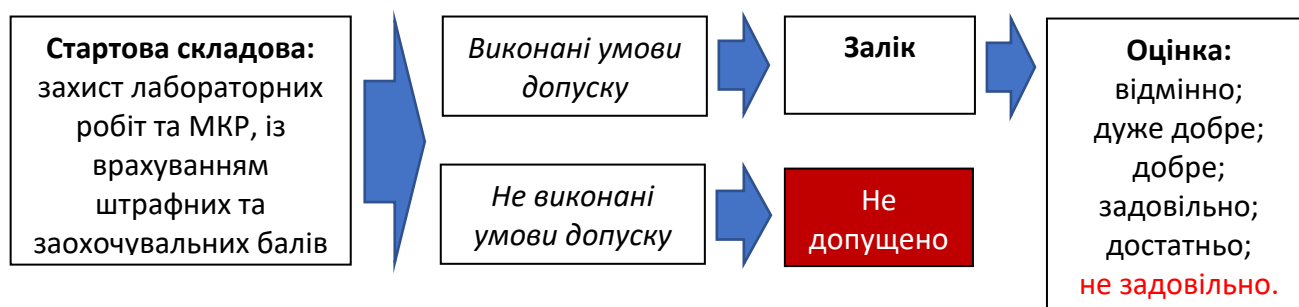 Стартова складова:
захист лабораторних
робіт та МКР, із
врахуванням
штрафних та
заохочувальних балів
Виконані умови
допуску
Залік
Не виконані
умови допуску
Не
допущено
Оцінка:
відмінно;
дуже добре;
добре;
задовільно;
достатньо;
не задовільно.